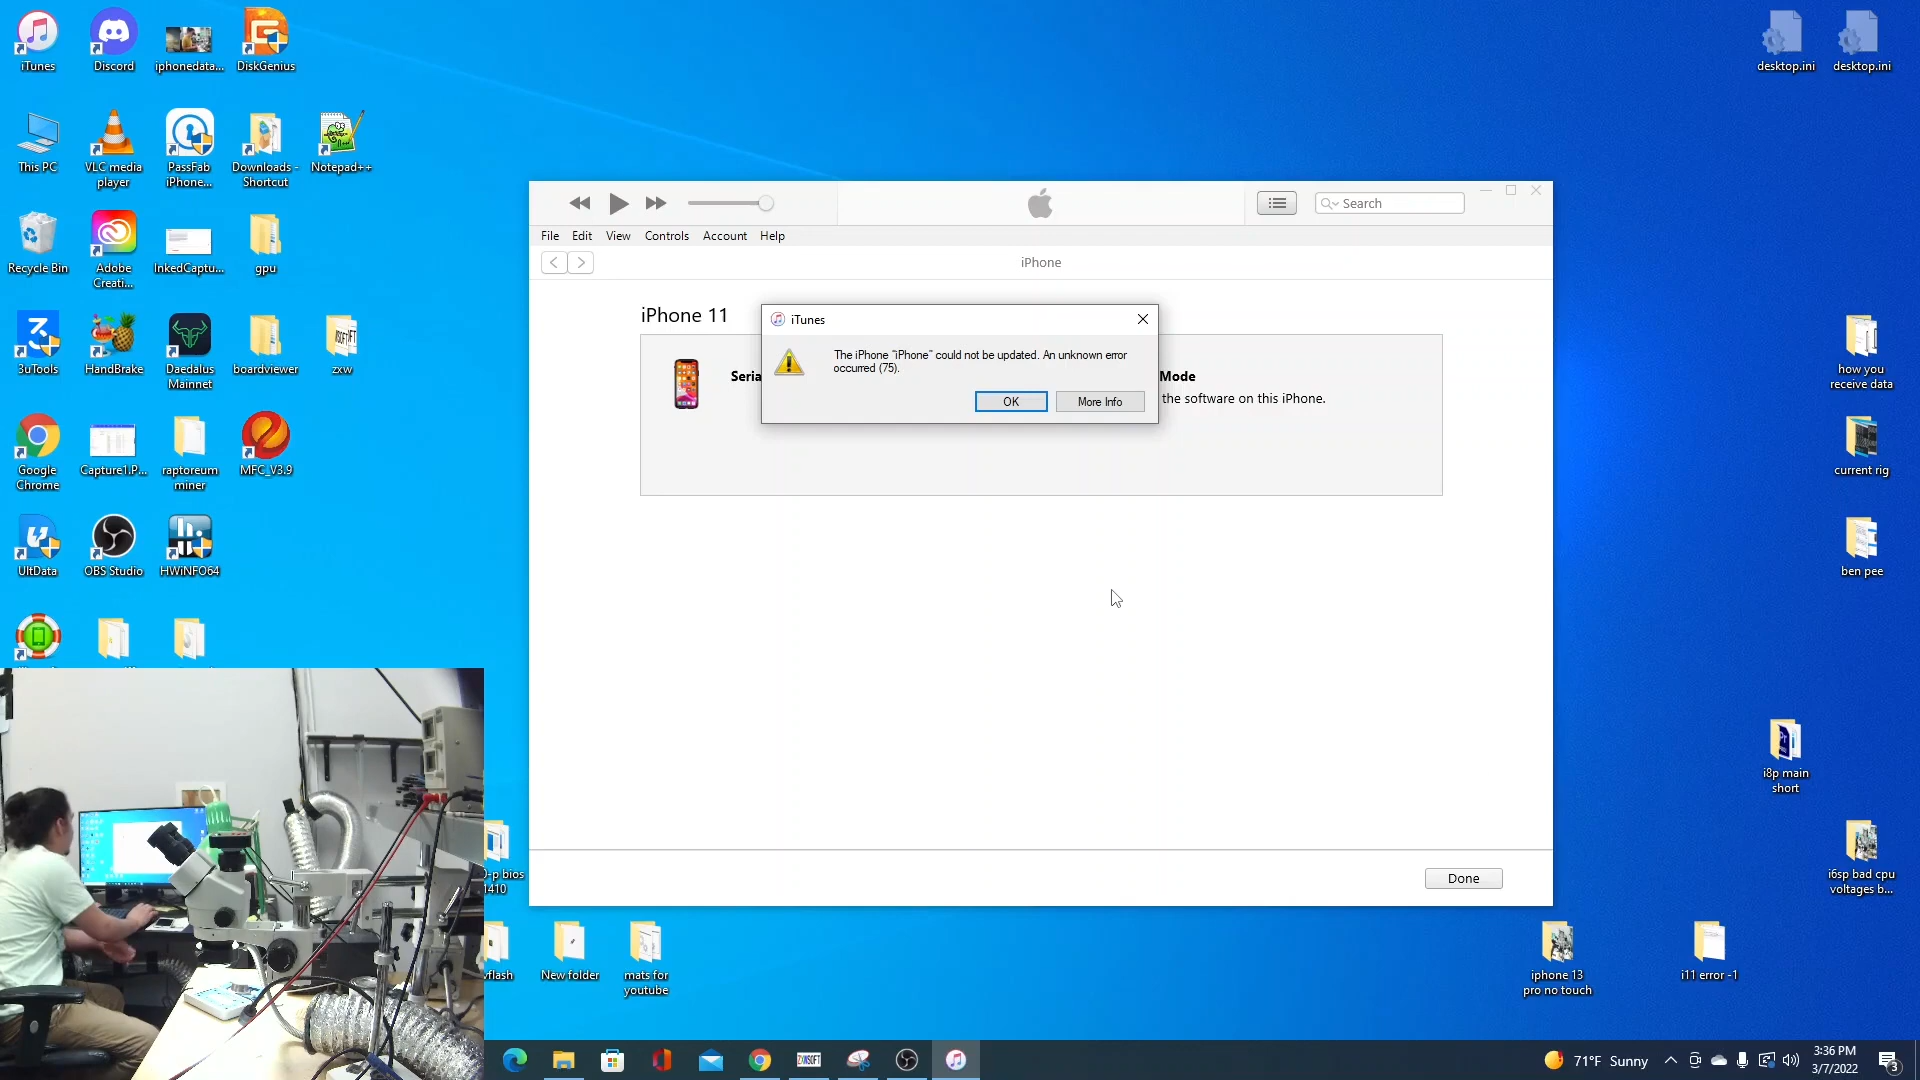 iTunes
Discord
iphonedata...
DiskGenius
desktop.ini
desktop.ini
This PC
VLC media
player
PassFab
iPhone...
Downloads -
Shortcut
Notepad++
Search
File Edit View Controls Account Help
iPhone
Recycle Bin
Adobe
Creati...
InkedCaptu...
gpu
iPhone 11
iTunes
The iPhone "iPhone" could not be updated. An unknown error
occurred (75).
OK
More Info
Seria
Mode
the software on this iPhone.
3uTools
HandBrake
Daedalus
Mainnet
boardviewer
zxw
how you
receive data
Google
Chrome
Capture1.P...
raptoreum
miner
MFC_V3.9
current rig
UltData
OBS Studio
HWiNFO64
ben pee
i8p main
short
-p bios
1410
Done
i6sp bad cpu
voltages b...
vflash
New folder
mats for
youtube
iphone 13
pro no touch
i11 error -1
ZXWSOFT
71°F Sunny
3:36 PM
3/7/2022
3